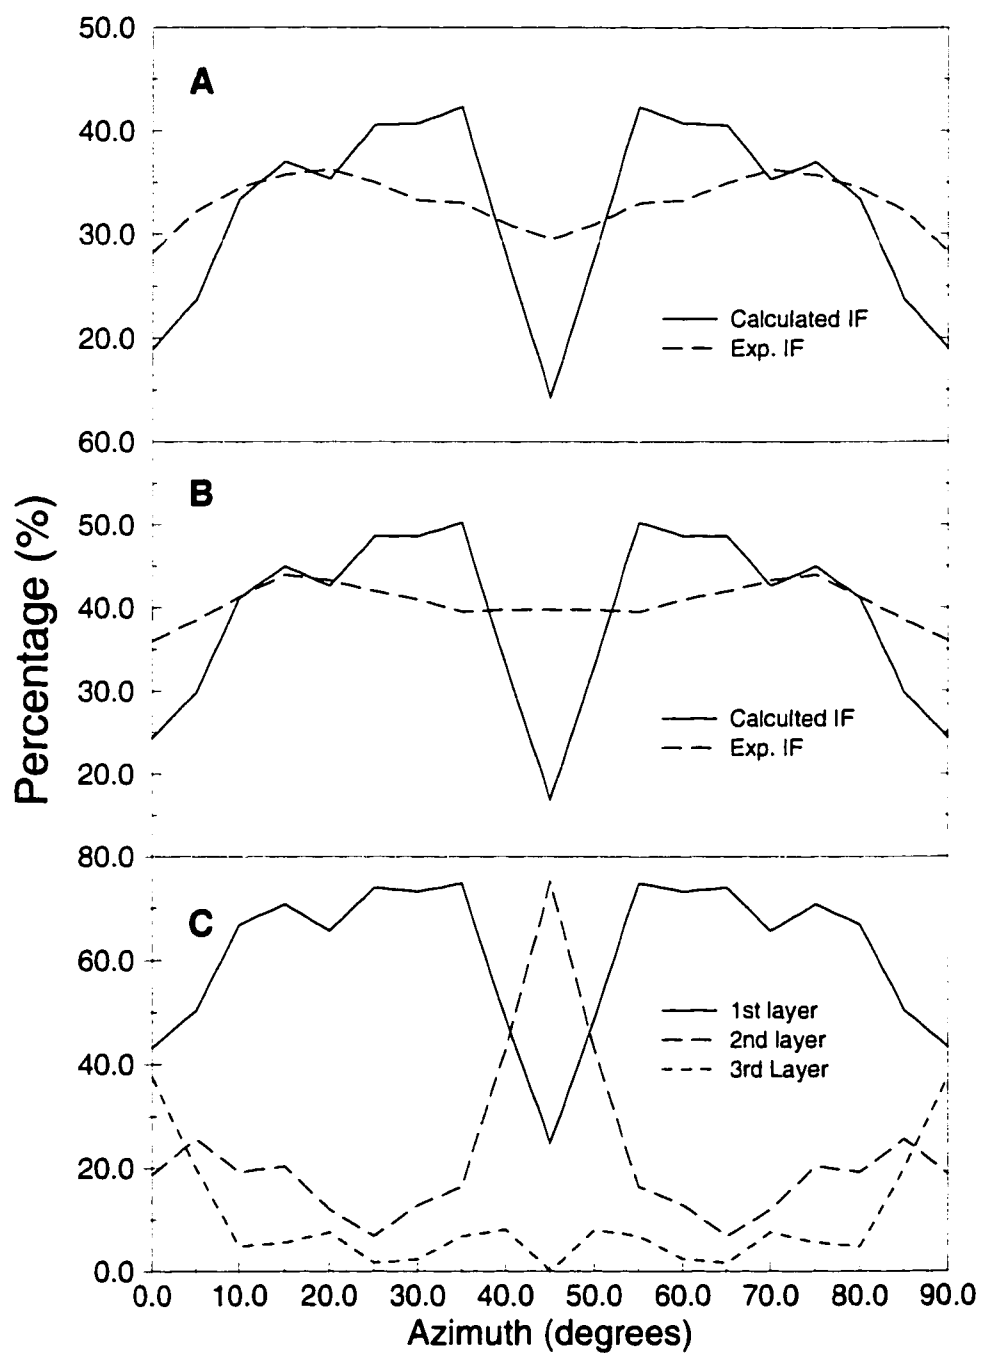 50.0
A
40.0
30.0
20.0
Calculated IF
Exp. IF
60.0
B
50.0
40.0
30.0
20.0
Calculted IF
Exp. IF
80.0
C
60.0
40.0
20.0
0.0
1st layer
2nd layer
3rd Layer
Percentage (%)
0.0 10.0 20.0 30.0 40.0 50.0 60.0 70.0 80.0 90.0
Azimuth (degrees)